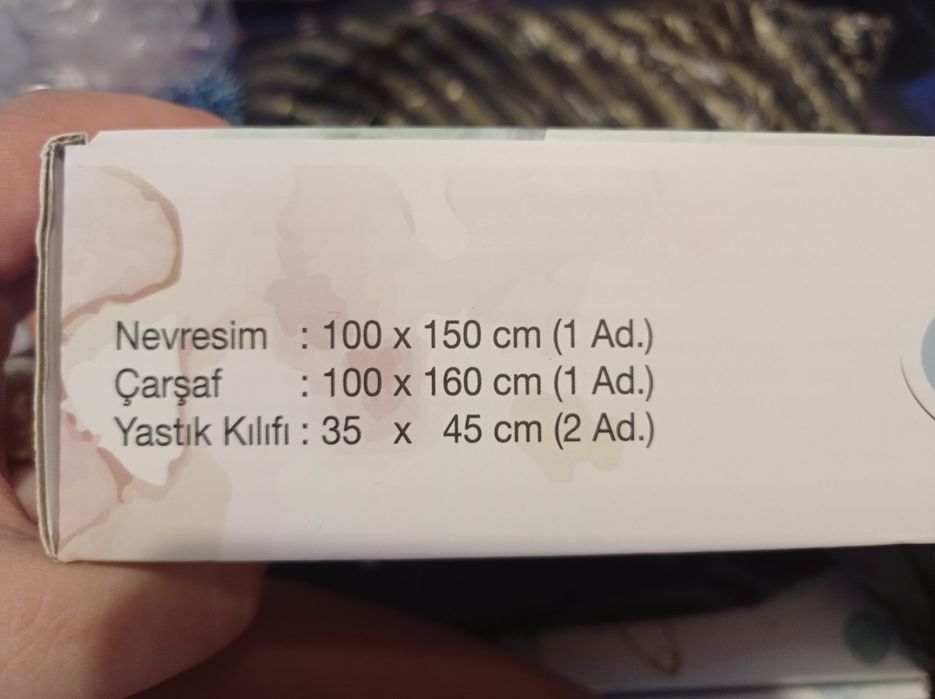 Nevresim : 100 x 150 cm (1 Ad.)
Çarşaf : 100 x 160 cm (1 Ad.)
Yastık Kılıfı : 35 x 45 cm (2 Ad.)